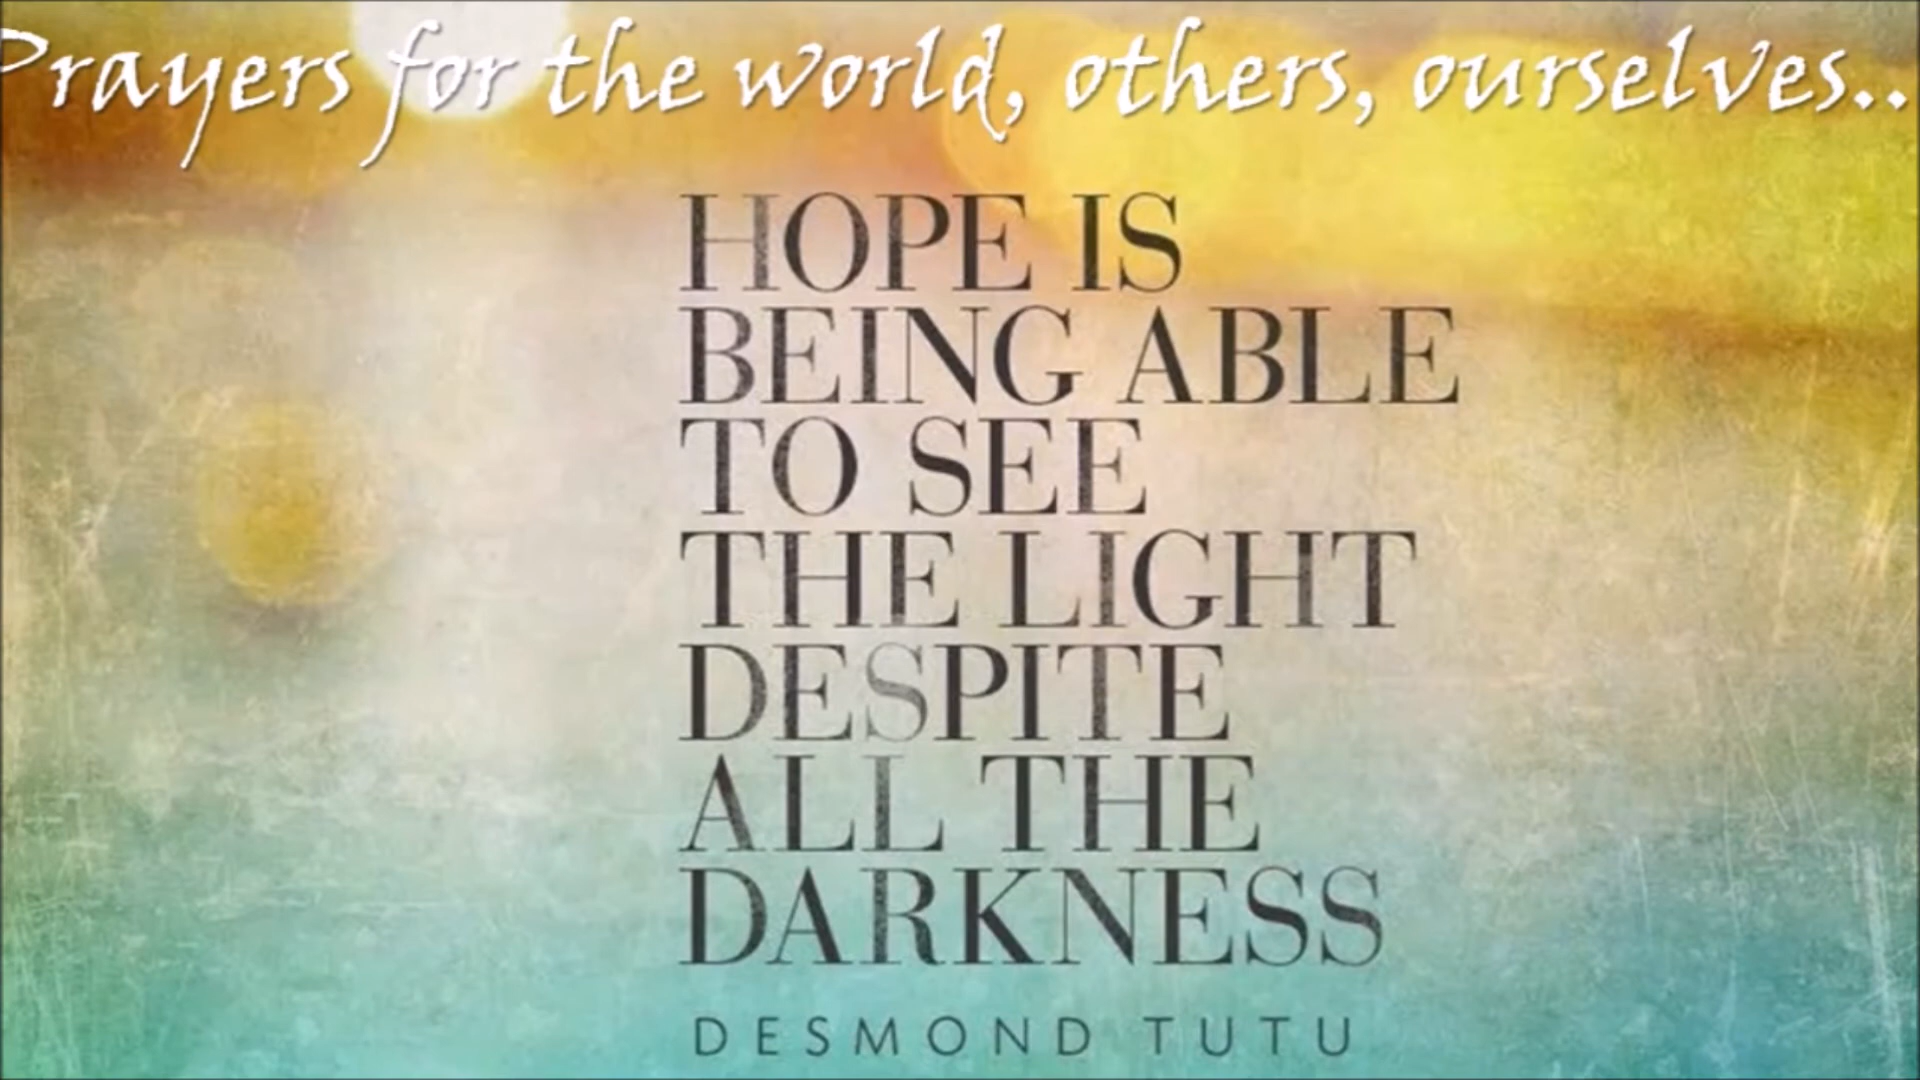 Prayers for the world, others, ourselves..
HOPE IS
BEING ABLE
TO SEE
THE LIGHT
DESPITE
ALL THE
DARKNESS
DESMOND TUTU